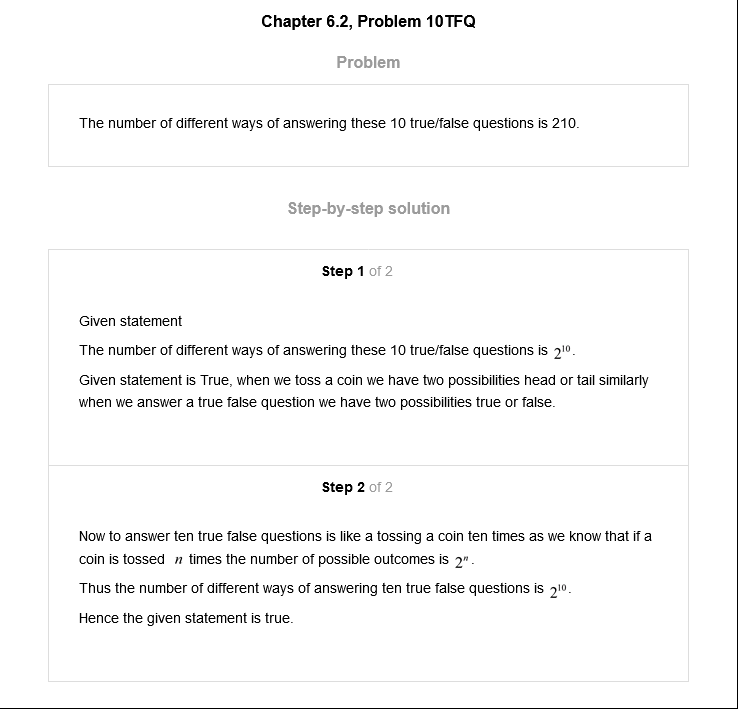 Chapter 6.2, Problem 10TFQ
Problem
The number of different ways of answering these 10 true/false questions is 210.
Step-by-step solution
Step 1 of 2
Given statement
The number of different ways of answering these 10 true/false questions is 2¹⁰.
Given statement is True, when we toss a coin we have two possibilities head or tail similarly
when we answer a true false question we have two possibilities true or false.
Step 2 of 2
Now to answer ten true false questions is like a tossing a coin ten times as we know that if a
coin is tossed n times the number of possible outcomes is 2ⁿ.
Thus the number of different ways of answering ten true false questions is 2¹⁰.
Hence the given statement is true.